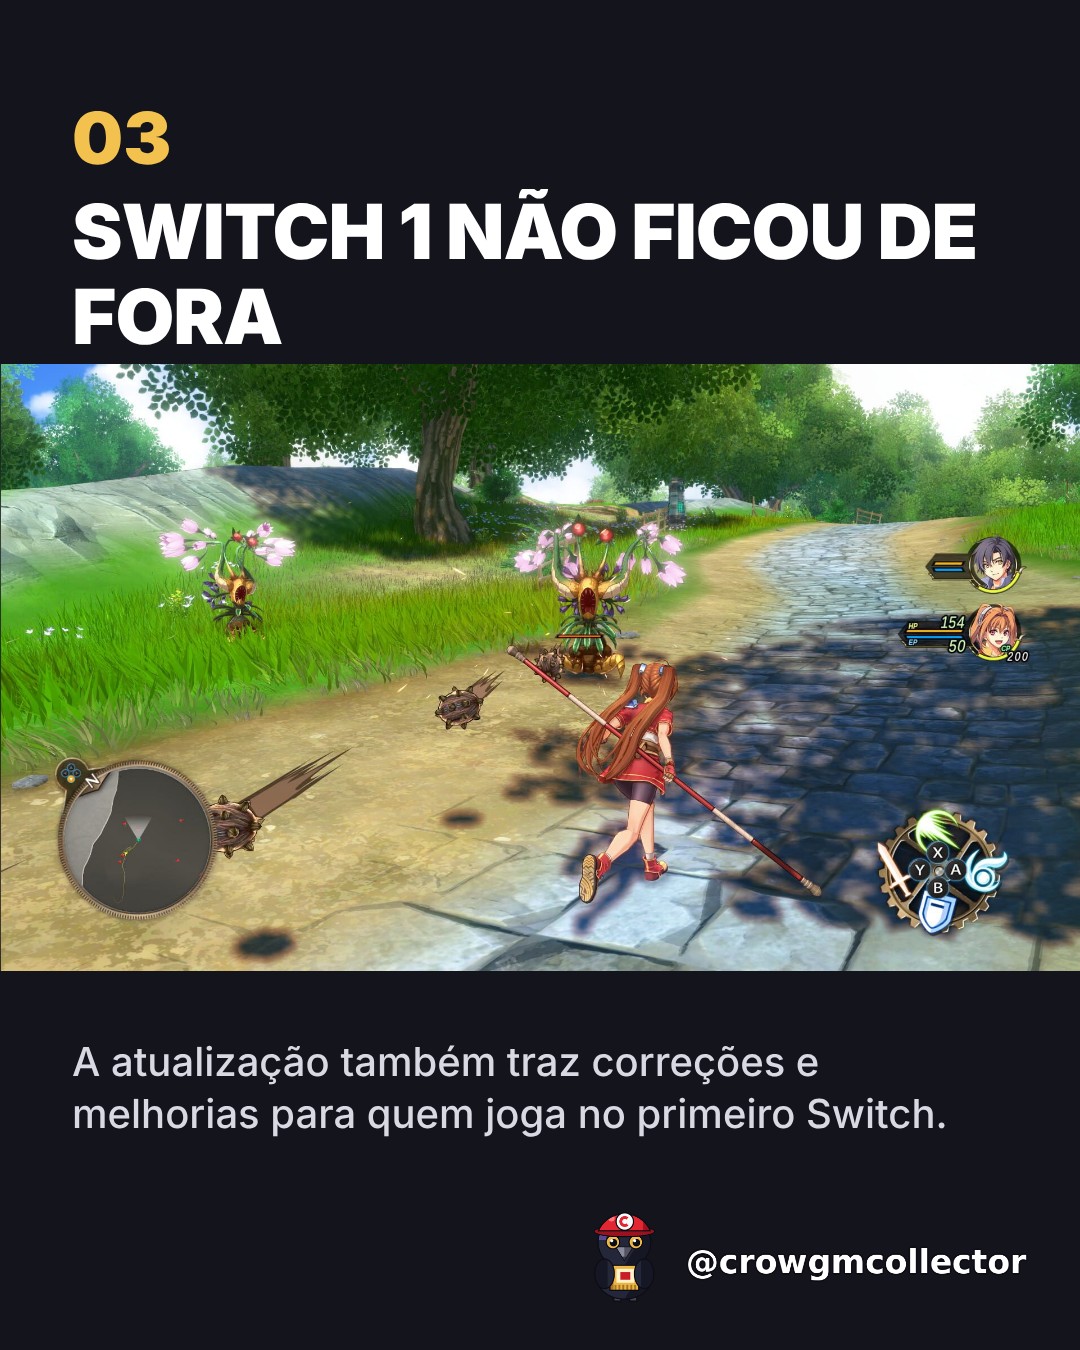 03
SWITCH 1 NÃO FICOU DE
FORA
HP 154
EP 50
CP 200
N
X
Y A
B
A atualização também traz correções e
melhorias para quem joga no primeiro Switch.
C
@crowgmcollector